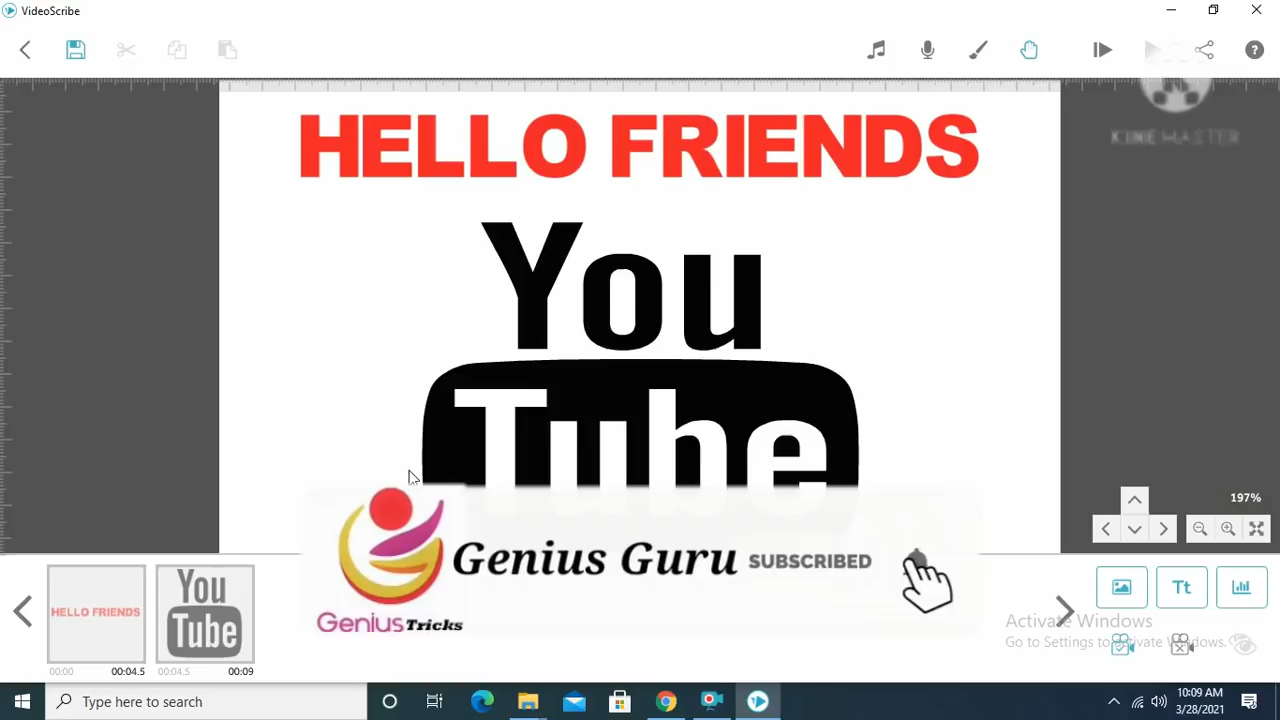 VideoScribe
KINEMASTER
HELLO FRIENDS
You
Tube
197%
Genius Guru SUBSCRIBED
Genius Tricks
HELLO FRIENDS
You
Tube
00:00 00:04.5 00:04.5 00:09
Tt
Activate Windows
Go to Settings to activate Windows.
Type here to search
10:09 AM
3/28/2021